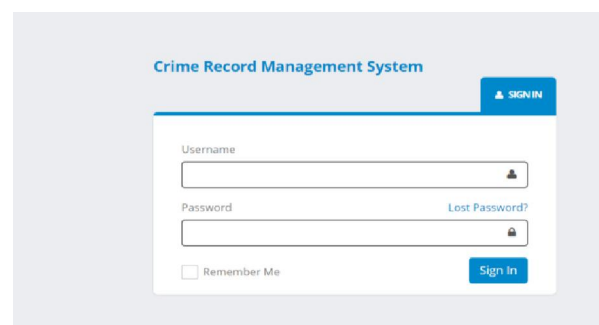 Crime Record Management System
SIGN IN
Username
Password Lost Password?
Remember Me Sign In